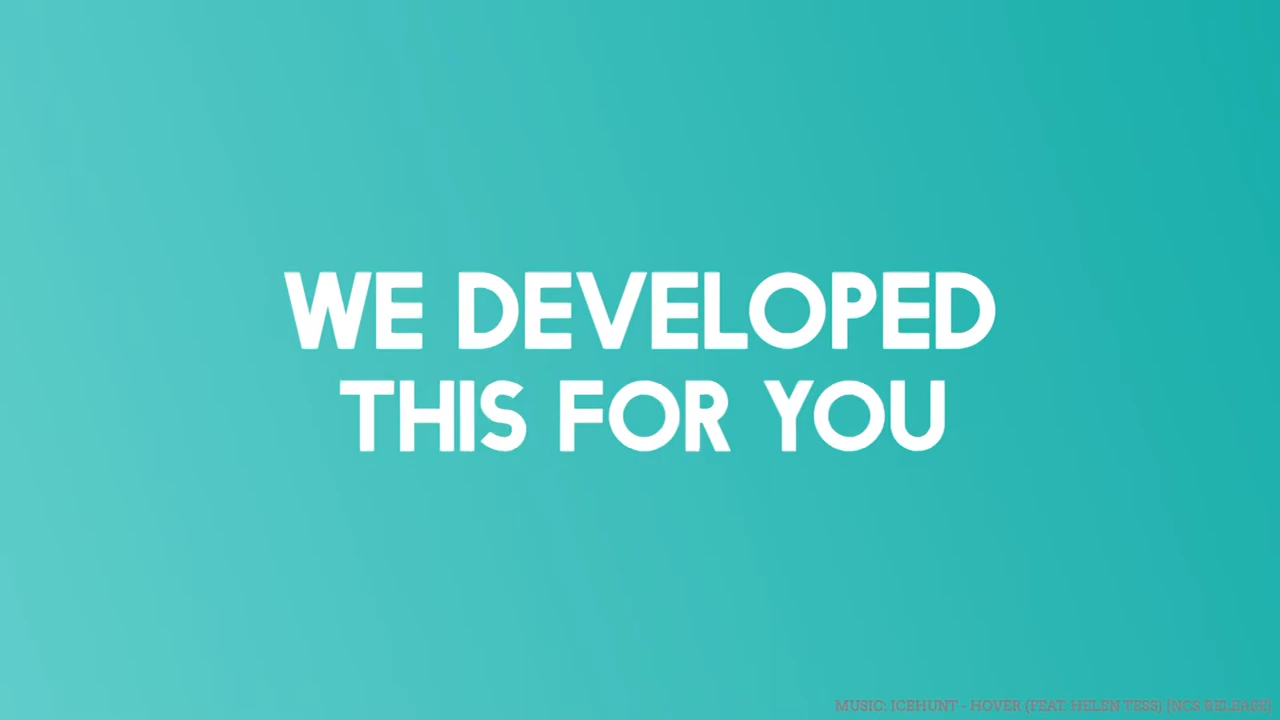 WE DEVELOPED
THIS FOR YOU
MUSIC: ICEHUNT - HOVER (FEAT. HELEN TESS) [NCS RELEASE]